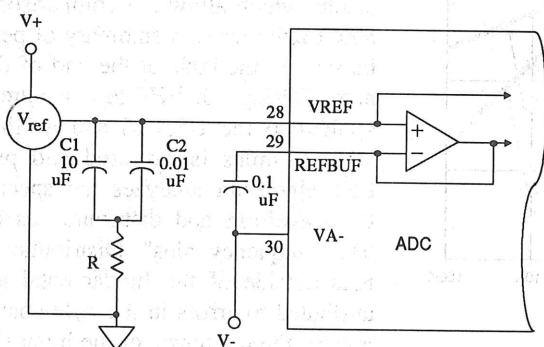 V+
Vref
C1
10
uF
C2
0.01
uF
R
28
VREF
29
REFBUF
0.1
uF
30
VA-
ADC
V-
+
-